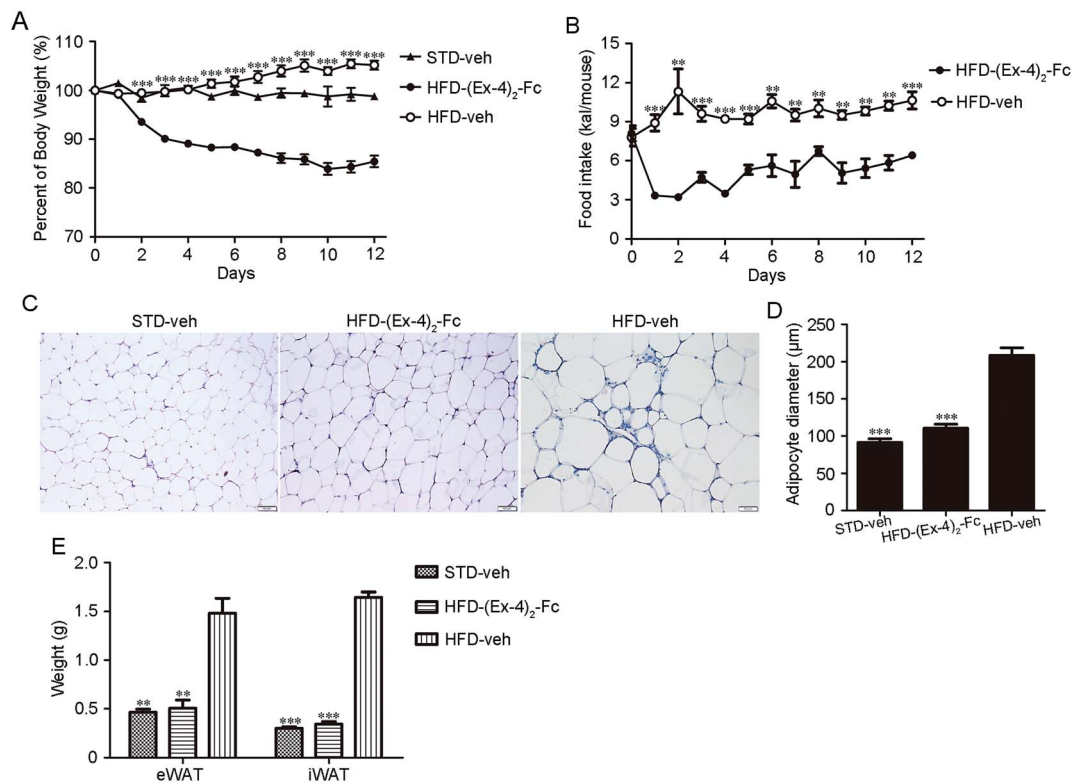 A
Percent of Body Weight (%)
110
100
90
80
70
*** *** *** *** *** *** *** *** *** *** ***
0 2 4 6 8 10 12
Days
STD-veh
HFD-(Ex-4)₂-Fc
HFD-veh
B
Food intake (kal/mouse)
15
12
9
6
3
0
*** ** *** *** *** ** ** ** ** ** ** ***
0 2 4 6 8 10 12
Days
HFD-(Ex-4)₂-Fc
HFD-veh
C
STD-veh HFD-(Ex-4)₂-Fc HFD-veh
D
Adipocyte diameter (µm)
250
200
150
100
50
0
*** ***
STD-veh HFD-(Ex-4)₂-Fc HFD-veh
E
Weight (g)
2.0
1.5
1.0
0.5
0
** ** *** ***
eWAT iWAT
STD-veh
HFD-(Ex-4)₂-Fc
HFD-veh